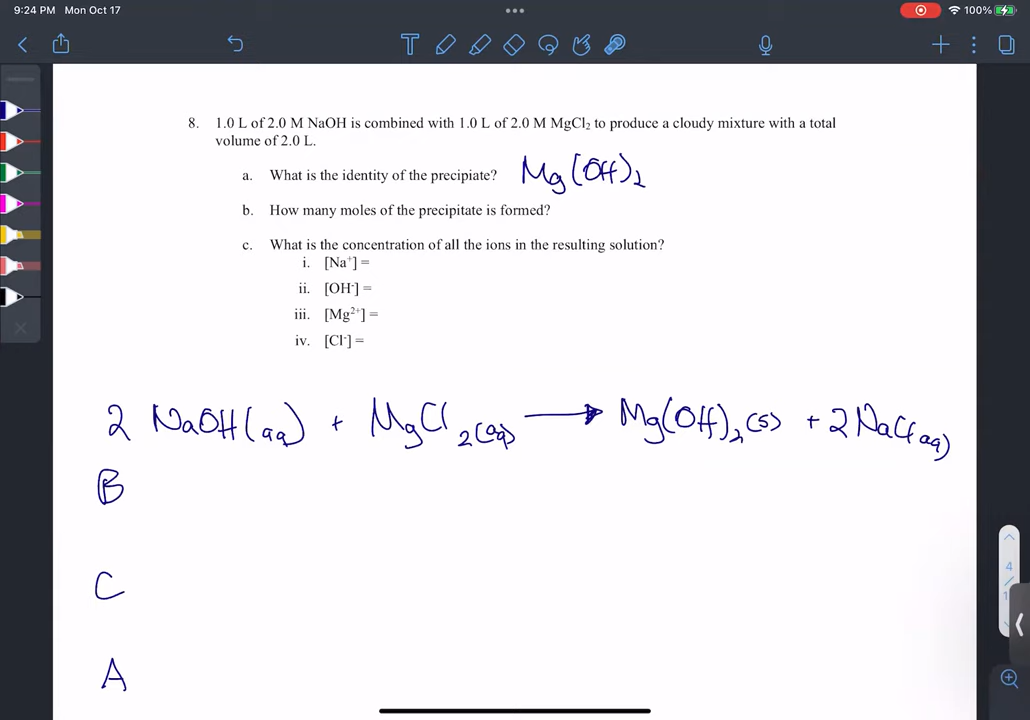 9:24 PM Mon Oct 17
100%
8. 1.0 L of 2.0 M NaOH is combined with 1.0 L of 2.0 M MgCl₂ to produce a cloudy mixture with a total
volume of 2.0 L.
a. What is the identity of the precipiate? Mg(OH)₂
b. How many moles of the precipitate is formed?
c. What is the concentration of all the ions in the resulting solution?
i. [Na⁺] =
ii. [OH⁻] =
iii. [Mg²⁺] =
iv. [Cl⁻] =
2 NaOH(aq) + MgCl₂(aq) → Mg(OH)₂(s) + 2NaCl(aq)
B
C
A
4
/
1